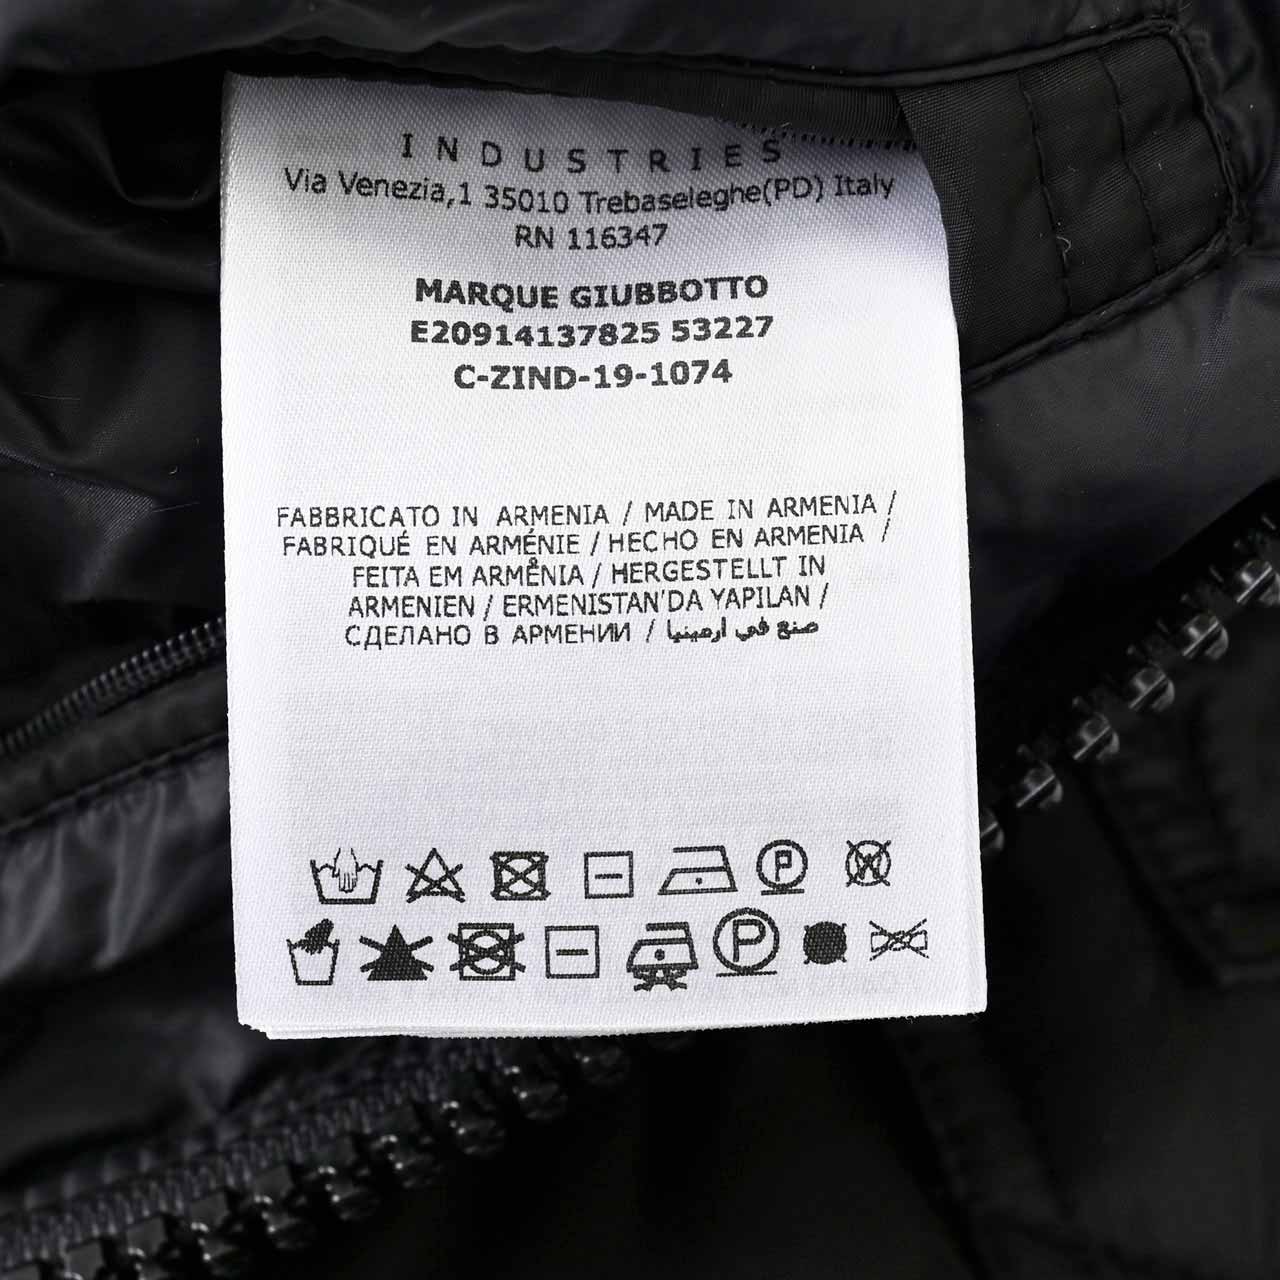 INDUSTRIES
Via Venezia,1 35010 Trebaseleghe(PD) Italy
RN 116347
MARQUE GIUBBOTTO
E20914137825 53227
C-ZIND-19-1074
FABBRICATO IN ARMENIA / MADE IN ARMENIA /
FABRIQUÉ EN ARMÉNIE / HECHO EN ARMENIA /
FEITA EM ARMÊNIA / HERGESTELLT IN
ARMENIEN / ERMENISTAN'DA YAPILAN /
СДЕЛАНО В АРМЕНИИ / صنع في ارمينيا
P W
P